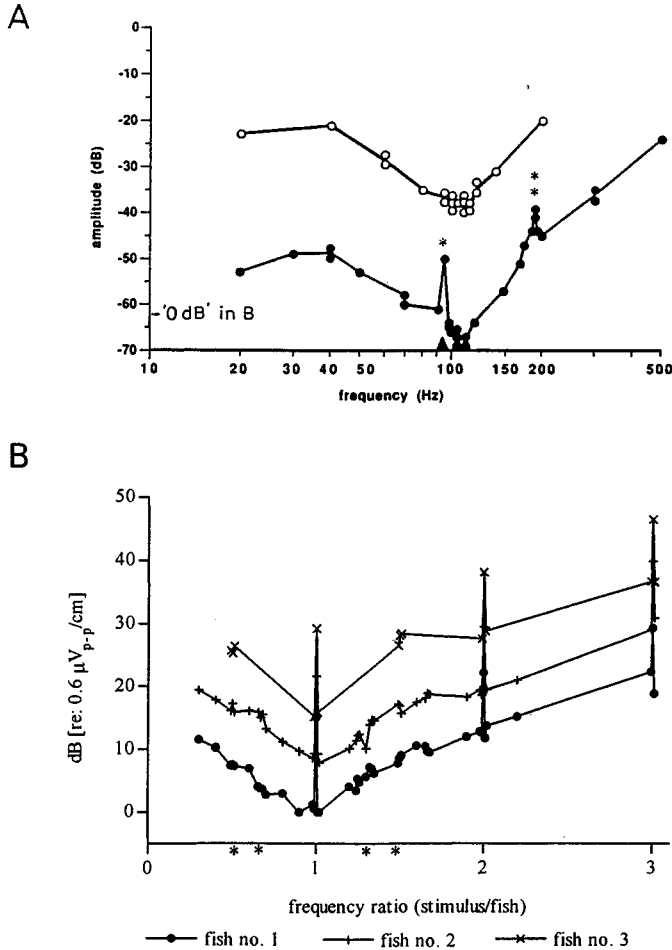 A
0
-10
-20
-30
-40
-50
-60
-70
amplitude (dB)
*
*
*
-'0 dB' in B
10 20 30 40 50 100 150 200 500
frequency (Hz)
B
50
40
30
20
10
0
dB [re: 0.6 µVp-p/cm]
* * * *
0 1 2 3
frequency ratio (stimulus/fish)
fish no. 1 fish no. 2 fish no. 3